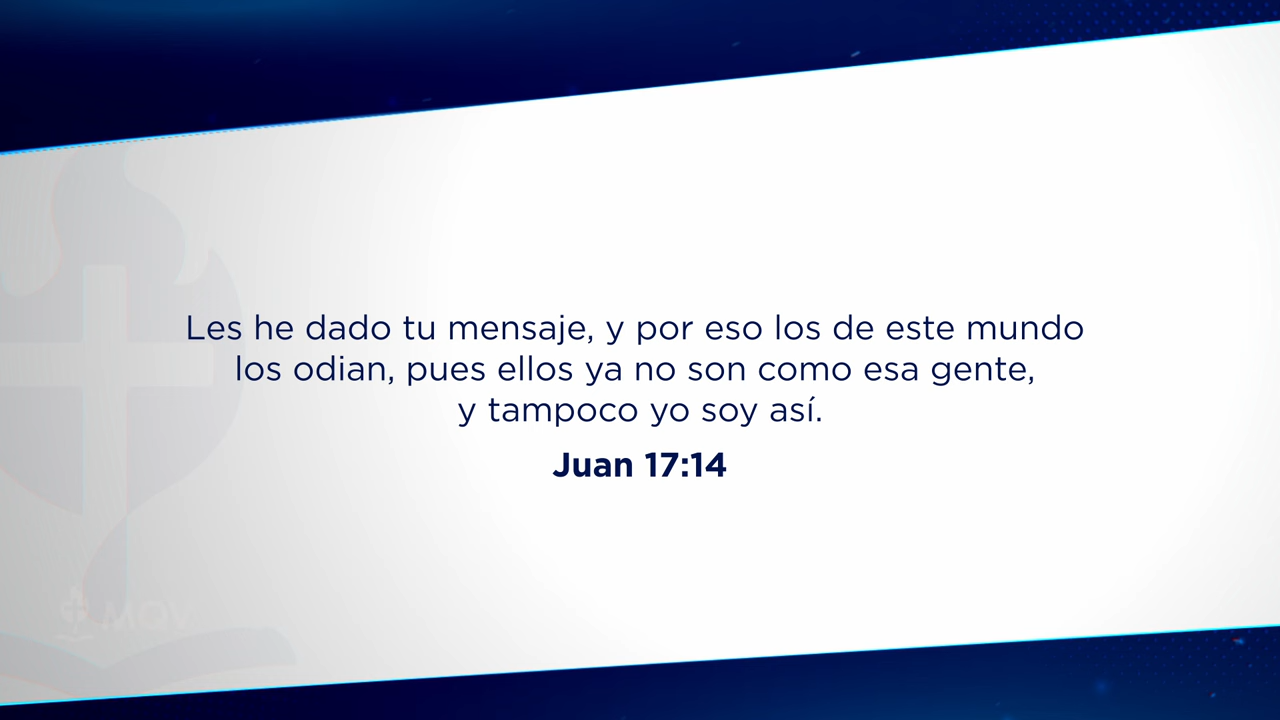 Les he dado tu mensaje, y por eso los de este mundo
los odian, pues ellos ya no son como esa gente,
y tampoco yo soy así.
Juan 17:14